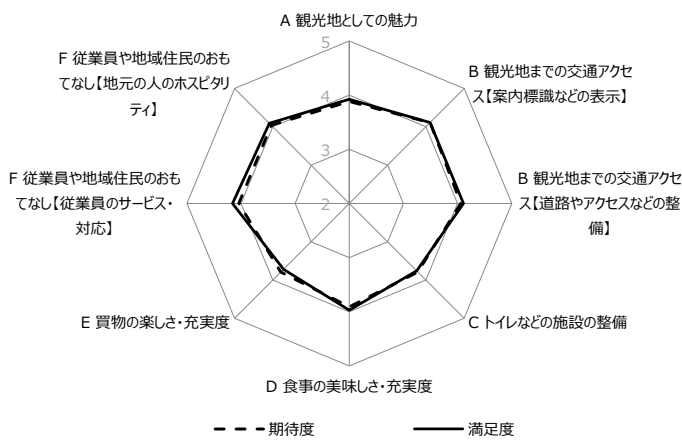 A 観光地としての魅力
B 観光地までの交通アクセ
ス【案内標識などの表示】
B 観光地までの交通アクセ
ス【道路やアクセスなどの整
備】
C トイレなどの施設の整備
D 食事の美味しさ・充実度
E 買物の楽しさ・充実度
F 従業員や地域住民のおも
てなし【従業員のサービス・
対応】
F 従業員や地域住民のおも
てなし【地元の人のホスピタリ
ティ】
5
4
3
2
期待度
満足度